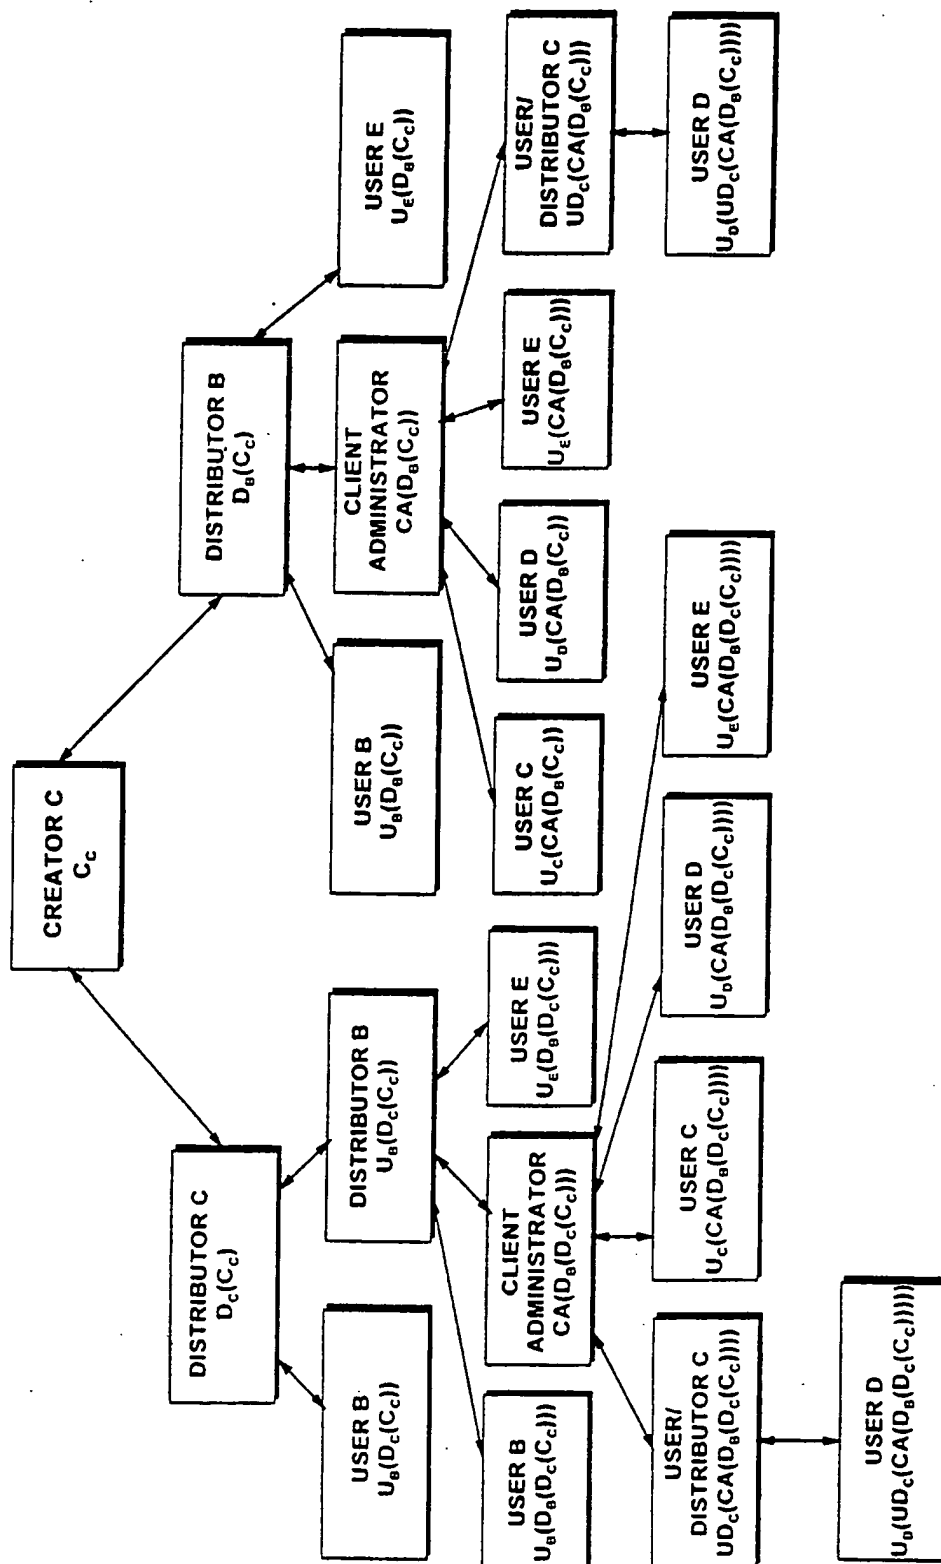 CREATOR C
C_C
DISTRIBUTOR C
D_C(C_C)
DISTRIBUTOR B
D_B(C_C)
USER B
U_B(D_C(C_C))
DISTRIBUTOR B
U_B(D_C(C_C))
USER B
U_B(D_B(C_C))
CLIENT
ADMINISTRATOR
CA(D_B(C_C))
USER E
U_E(D_B(C_C))
USER B
U_B(D_B(D_C(C_C)))
CLIENT
ADMINISTRATOR
CA(D_B(D_C(C_C)))
USER E
U_E(D_B(D_C(C_C)))
USER C
U_C(CA(D_B(C_C))
USER D
U_D(CA(D_B(C_C))
USER E
U_E(CA(D_B(C_C)))
USER/
DISTRIBUTOR C
UD_C(CA(D_B(C_C)))
USER/
DISTRIBUTOR C
UD_C(CA(D_B(D_C(C_C))))
USER C
U_C(CA(D_B(D_C(C_C)))))
USER D
U_D(CA(D_B(D_C(C_C))))
USER E
U_E(CA(D_B(D_C(C_C))))
USER D
U_D(UD_C(CA(D_B(C_C))))
USER D
U_D(UD_C(CA(D_B(D_C(C_C))))))